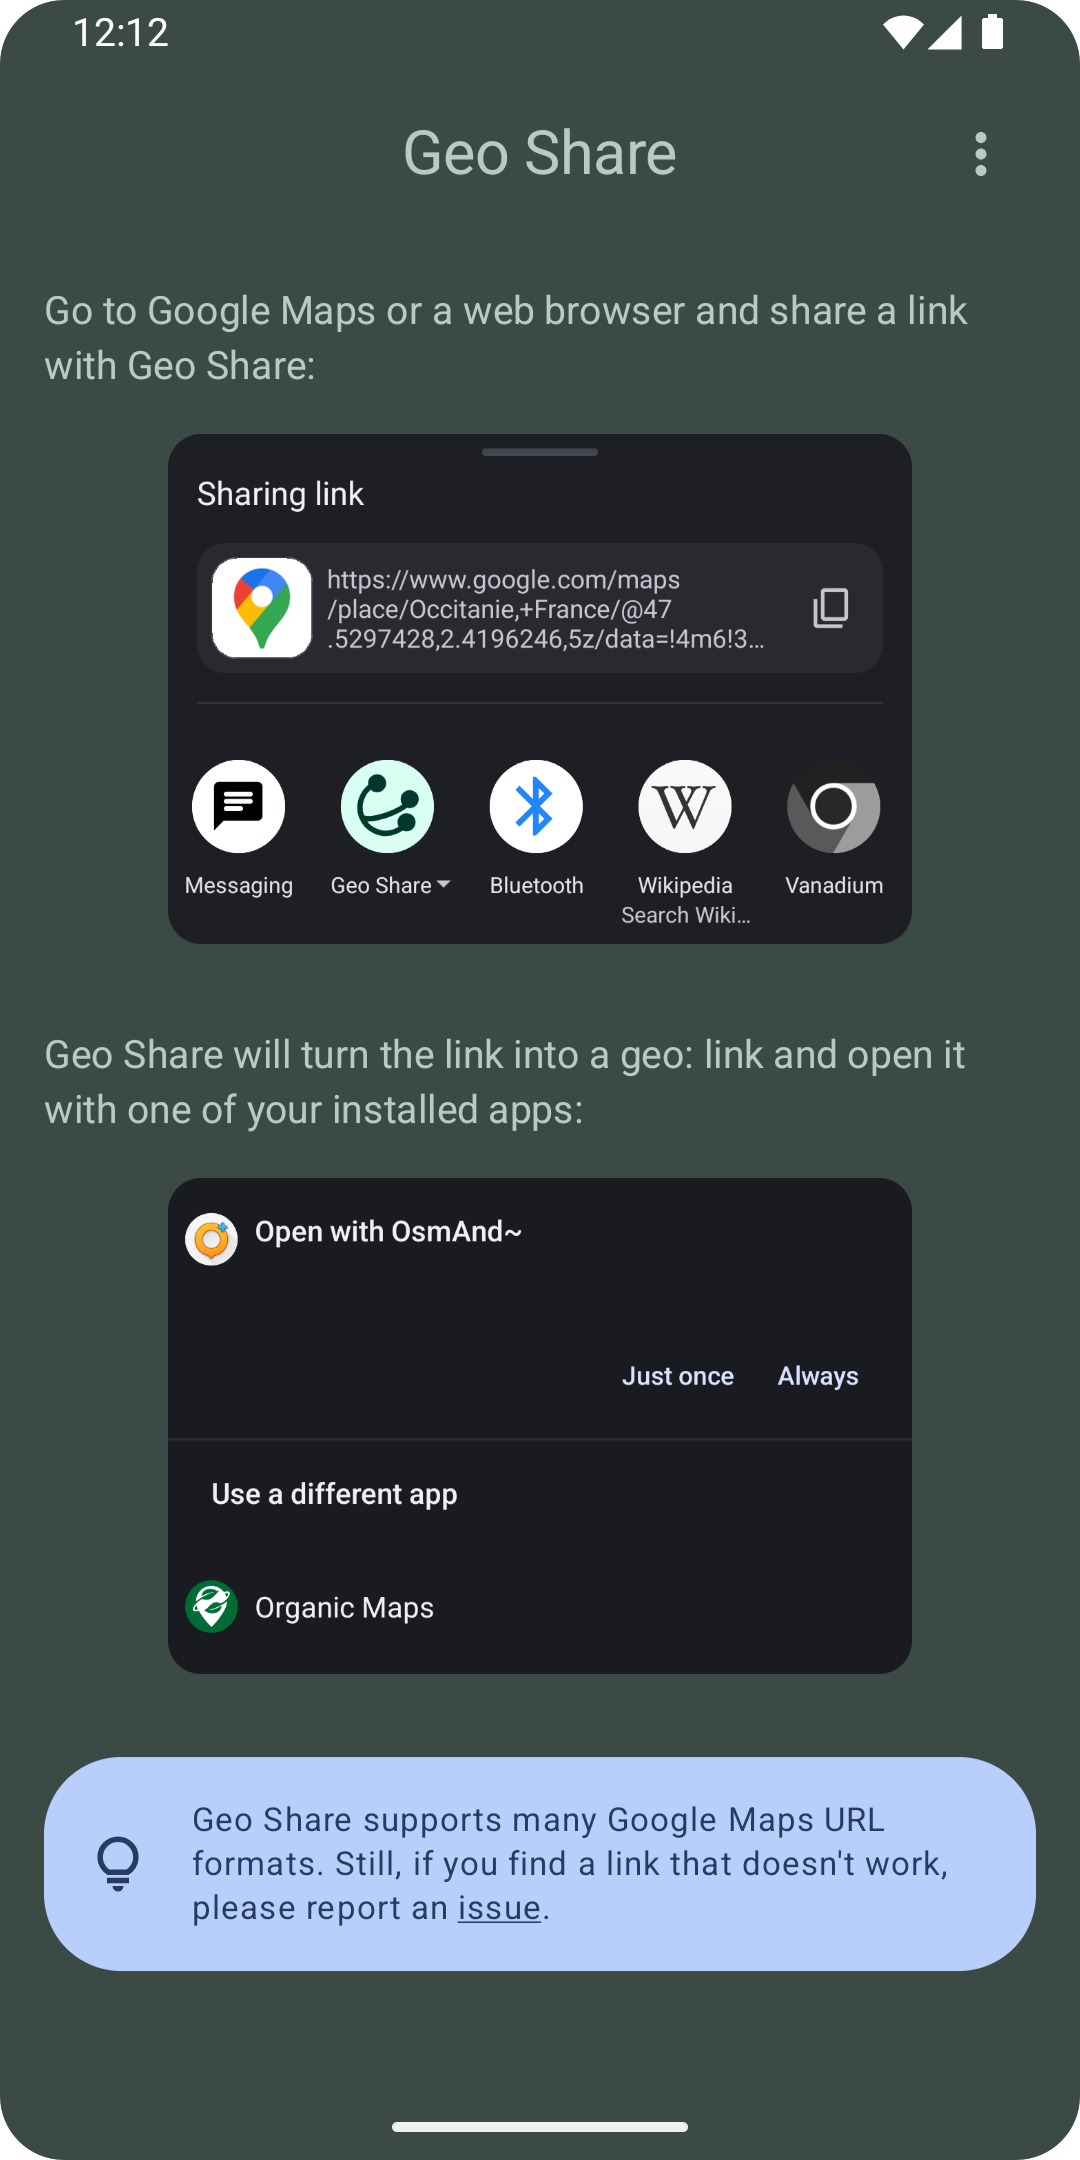 12:12
Geo Share
Go to Google Maps or a web browser and share a link
with Geo Share:
Sharing link
https://www.google.com/maps
/place/Occitanie,+France/@47
.5297428,2.4196246,5z/data=!4m6!3...
Messaging
Geo Share
Bluetooth
W
Wikipedia
Search Wiki...
Vanadium
Geo Share will turn the link into a geo: link and open it
with one of your installed apps:
Open with OsmAnd~
Just once
Always
Use a different app
Organic Maps
Geo Share supports many Google Maps URL
formats. Still, if you find a link that doesn't work,
please report an issue.